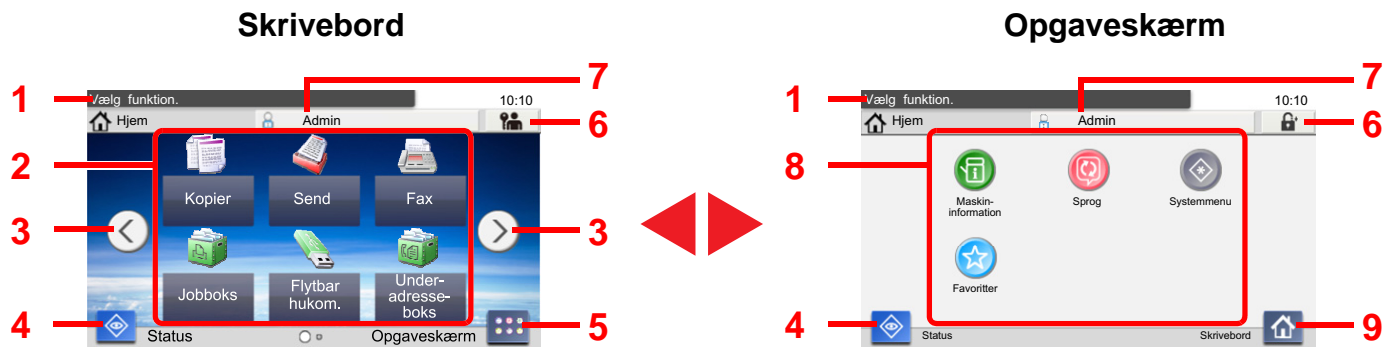 Skrivebord
Opgaveskærm
1
Vælg funktion.
10:10
7
Hjem
Admin
6
2
Kopier
Send
Fax
3
3
Jobboks
Flytbar
hukom.
Under-
adresse-
boks
4
Status
Opgaveskærm
5
1
Vælg funktion.
10:10
7
Hjem
Admin
6
8
Maskin-
information
Sprog
Systemmenu
Favoritter
4
Status
Skrivebord
9